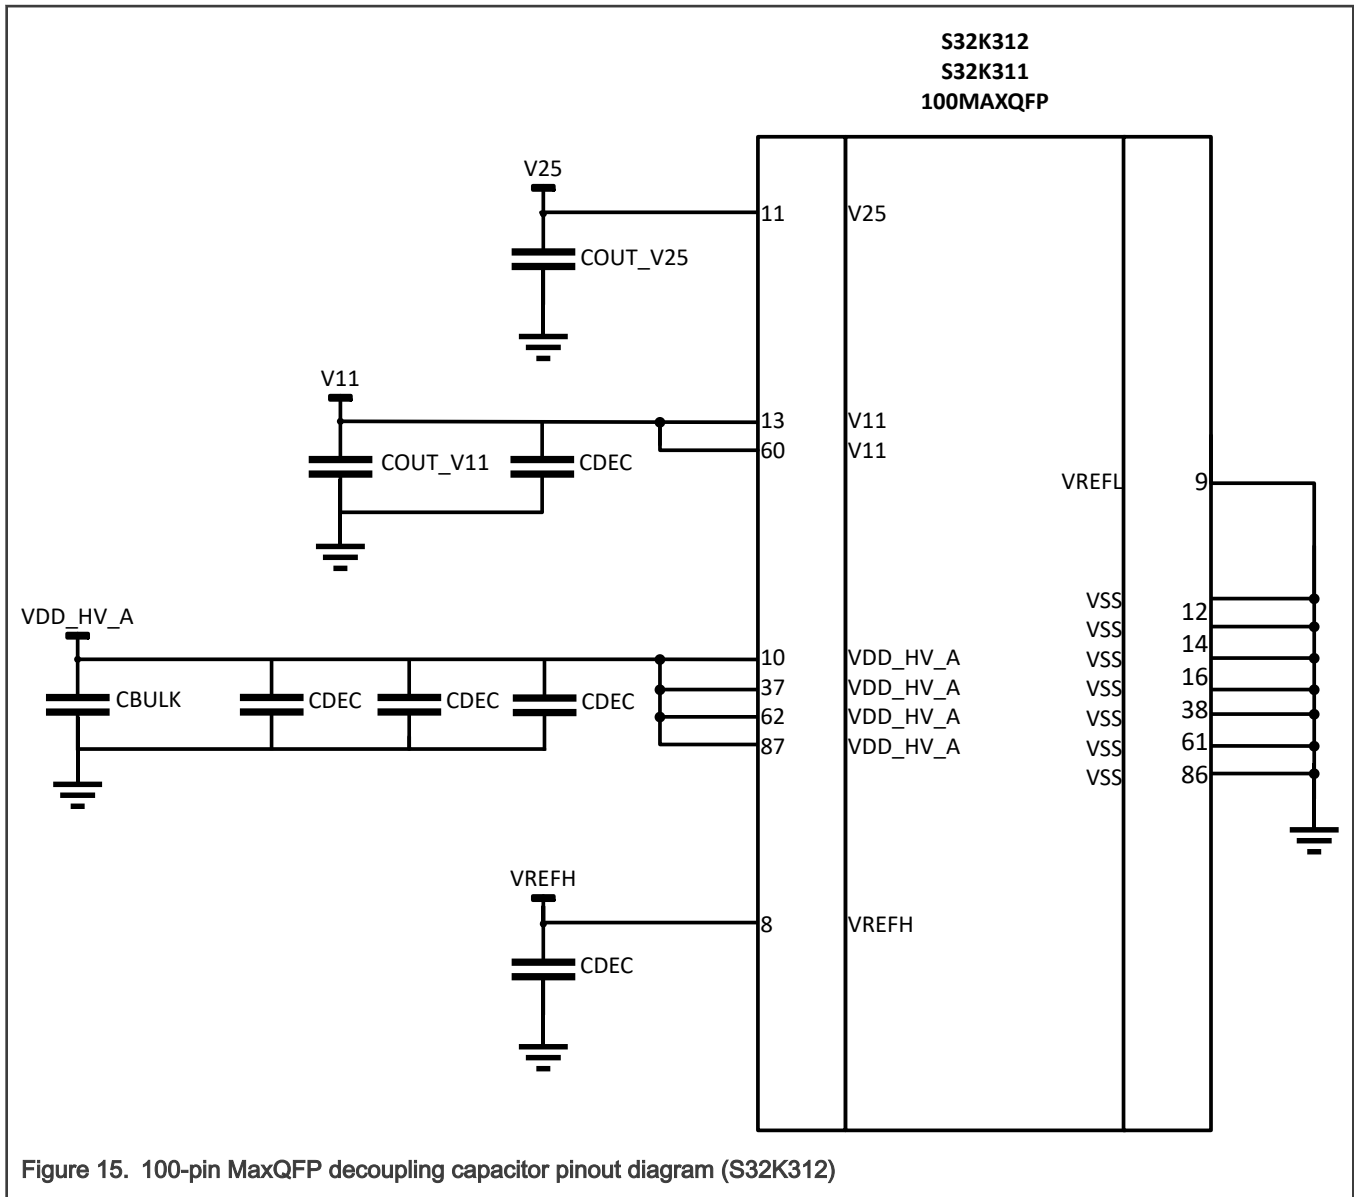 S32K312
S32K311
100MAXQFP
V25
11
V25
COUT_V25
V11
13
V11
60
V11
COUT_V11
CDEC
VREFL
9
VSS
12
VSS
14
VSS
16
VSS
38
VSS
61
VSS
86
VSS
VDD_HV_A
10
VDD_HV_A
37
VDD_HV_A
62
VDD_HV_A
87
VDD_HV_A
CBULK
CDEC
CDEC
CDEC
VREFH
8
VREFH
CDEC
Figure 15. 100-pin MaxQFP decoupling capacitor pinout diagram (S32K312)